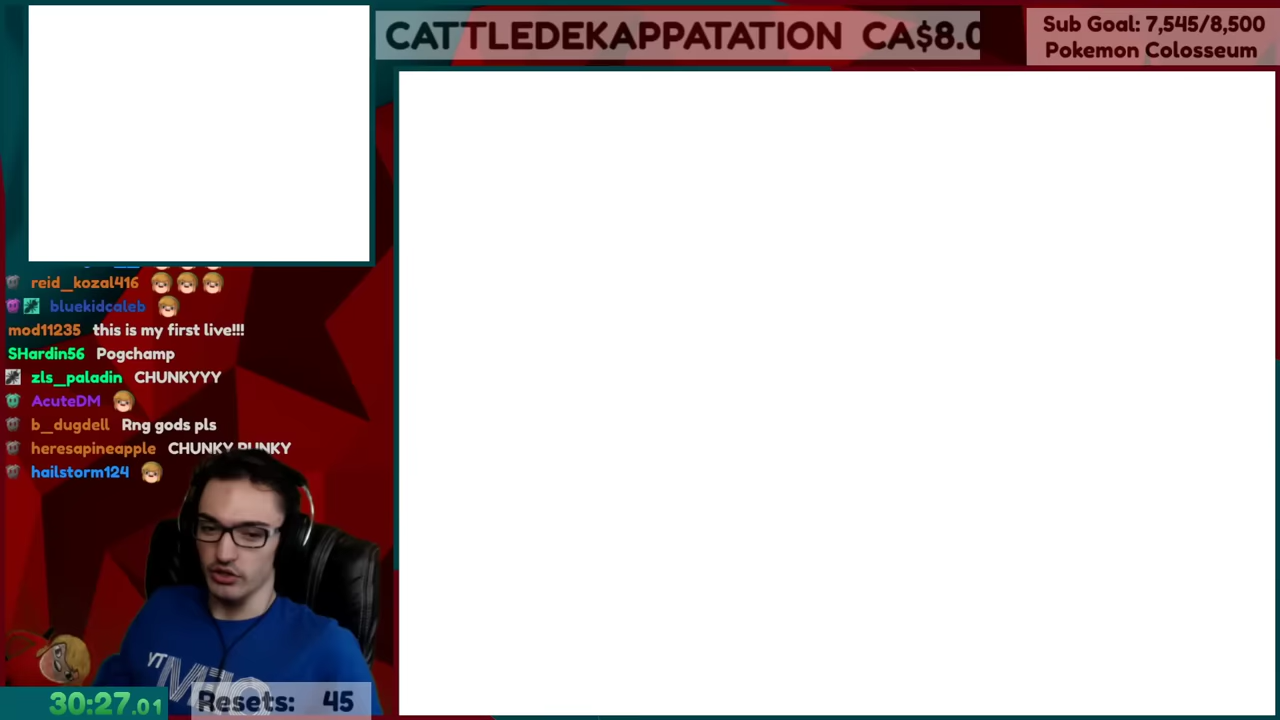 CATTLEDEKAPPATATION CA$8.0
Sub Goal: 7,545/8,500
Pokemon Colosseum
reid_kozal416
bluekidcaleb
mod11235 this is my first live!!!
SHardin56 Pogchamp
zls_paladin CHUNKYYY
AcuteDM
b_dugdell Rng gods pls
heresapineapple CHUNKY
hailstorm124
YT
30:27.01
Resets: 45